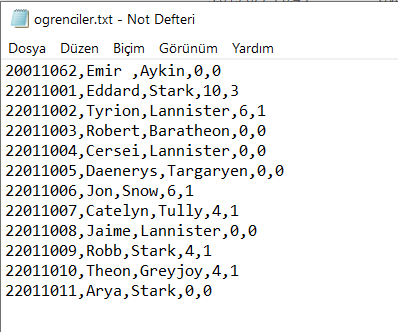 ogrenciler.txt - Not Defteri
Dosya Düzen Biçim Görünüm Yardım
20011062,Emir ,Aykin,0,0
22011001,Eddard,Stark,10,3
22011002,Tyrion,Lannister,6,1
22011003,Robert,Baratheon,0,0
22011004,Cersei,Lannister,0,0
22011005,Daenerys,Targaryen,0,0
22011006,Jon,Snow,6,1
22011007,Catelyn,Tully,4,1
22011008,Jaime,Lannister,0,0
22011009,Robb,Stark,4,1
22011010,Theon,Greyjoy,4,1
22011011,Arya,Stark,0,0